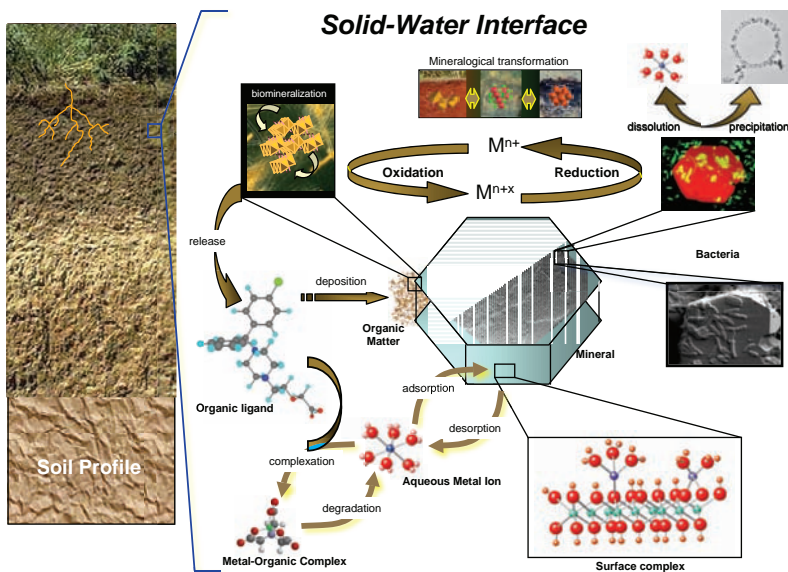 Solid-Water Interface
Mineralogical transformation
biomineralization
dissolution
precipitation
Mn+
Oxidation
Reduction
Mn+x
release
Bacteria
deposition
Organic
Matter
Mineral
adsorption
Organic ligand
desorption
complexation
Aqueous Metal Ion
Soil Profile
degradation
Metal-Organic Complex
Surface complex